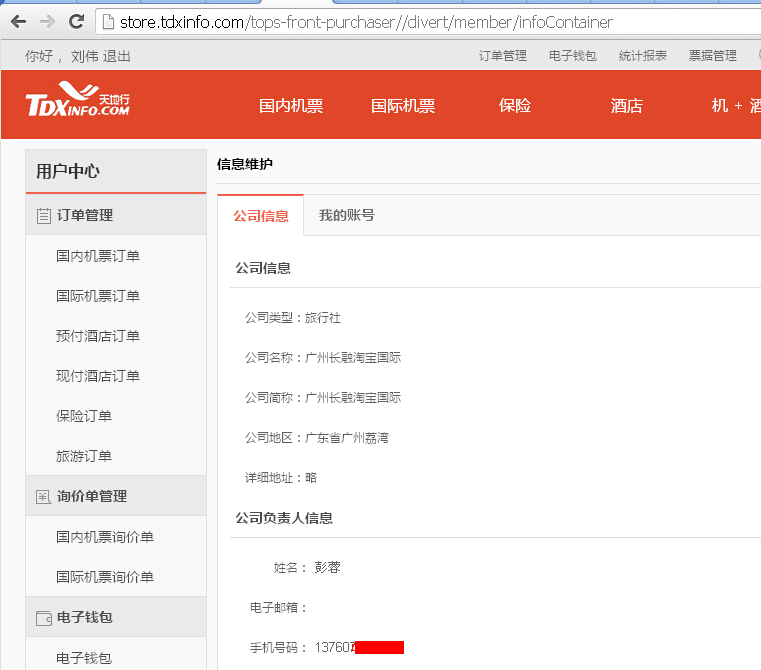 store.tdxinfo.com/tops-front-purchaser//divert/member/infoContainer
你好， 刘伟 退出 订单管理 电子钱包 统计报表 票据管理
TDXINFO.COM 天地行 国内机票 国际机票 保险 酒店 机 + 酒
用户中心
订单管理
国内机票订单
国际机票订单
预付酒店订单
现付酒店订单
保险订单
旅游订单
询价单管理
国内机票询价单
国际机票询价单
电子钱包
电子钱包
信息维护
公司信息 我的账号
公司信息
公司类型：旅行社
公司名称：广州长融淘宝国际
公司简称：广州长融淘宝国际
公司地区：广东省广州荔湾
详细地址：略
公司负责人信息
姓名： 彭蓉
电子邮箱：
手机号码： 13760